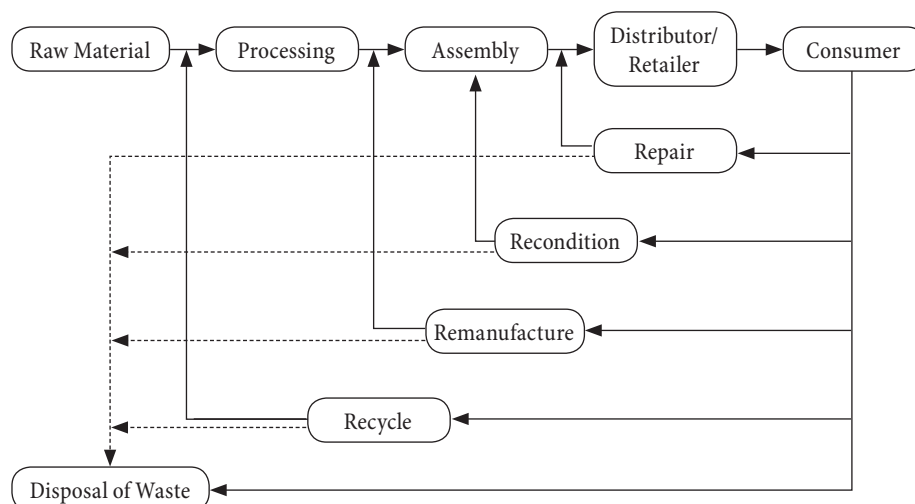 Raw Material
Processing
Assembly
Distributor/
Retailer
Consumer
Repair
Recondition
Remanufacture
Recycle
Disposal of Waste